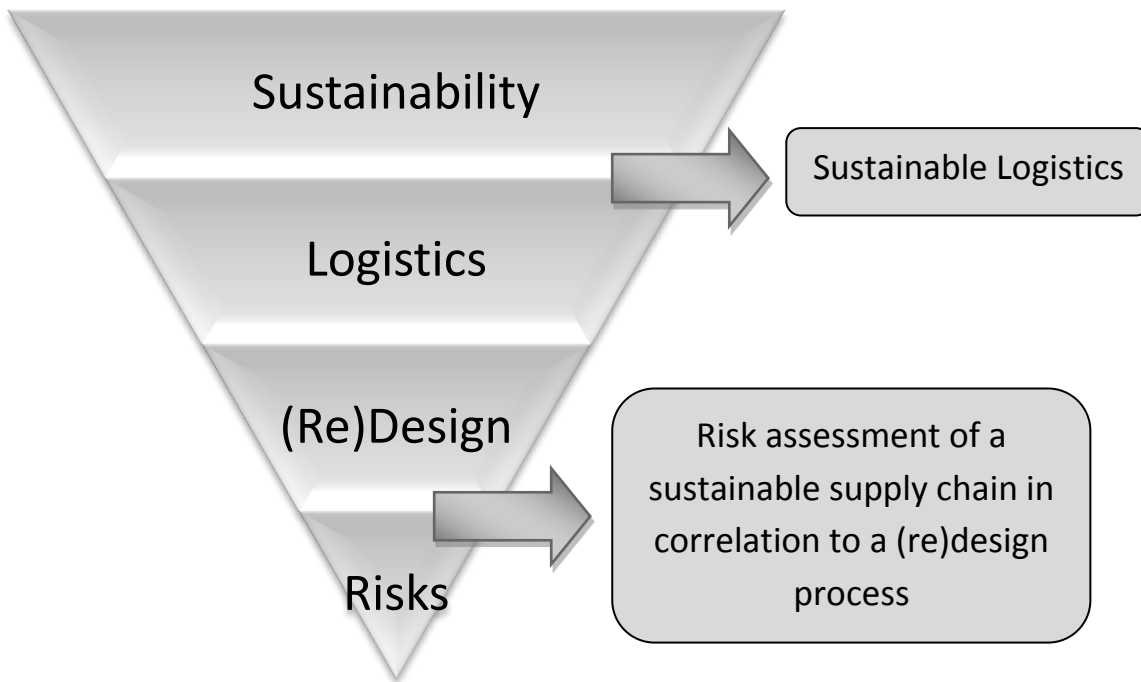 Sustainability
Sustainable Logistics
Logistics
(Re)Design
Risk assessment of a
sustainable supply chain in
correlation to a (re)design
process
Risks